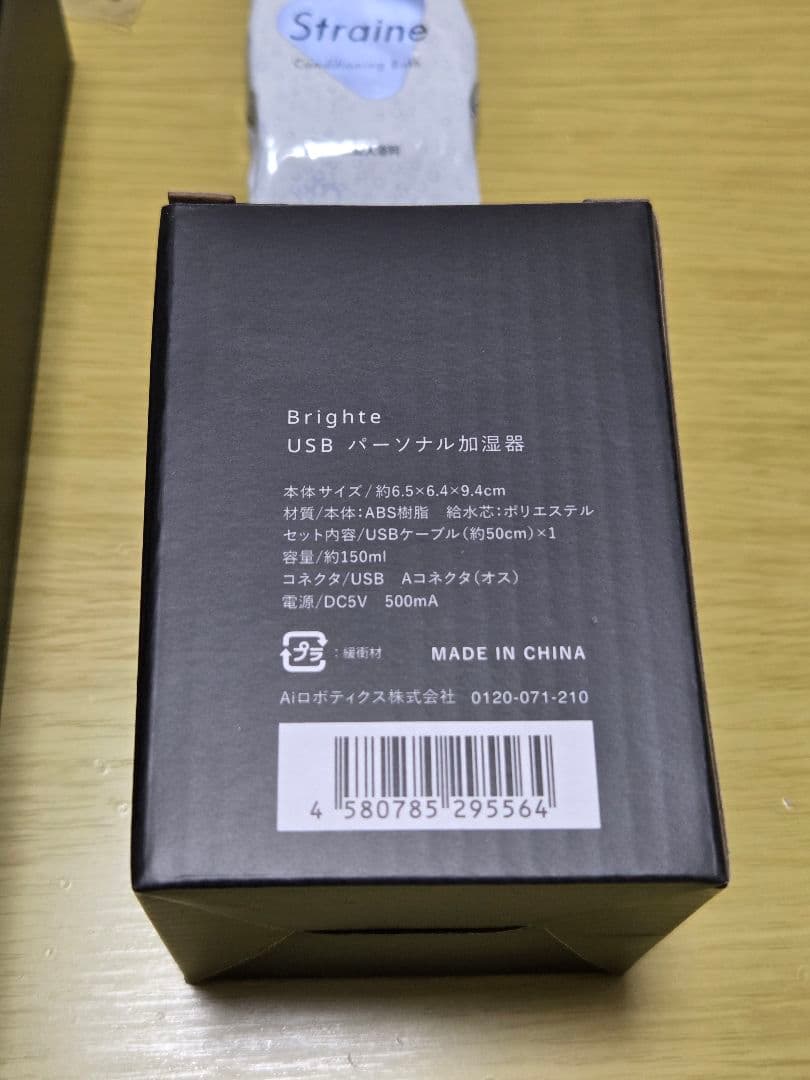 Straine
Conditioning Bath
Brighte
USB パーソナル加湿器
本体サイズ/約6.5×6.4×9.4cm
材質/本体:ABS樹脂　給水芯:ポリエステル
セット内容/USBケーブル(約50cm)×1
容量/約150ml
コネクタ/USB　Aコネクタ(オス)
電源/DC5V　500mA
プラ :緩衝材 MADE IN CHINA
Aiロボティクス株式会社　0120-071-210
4 580785 295564